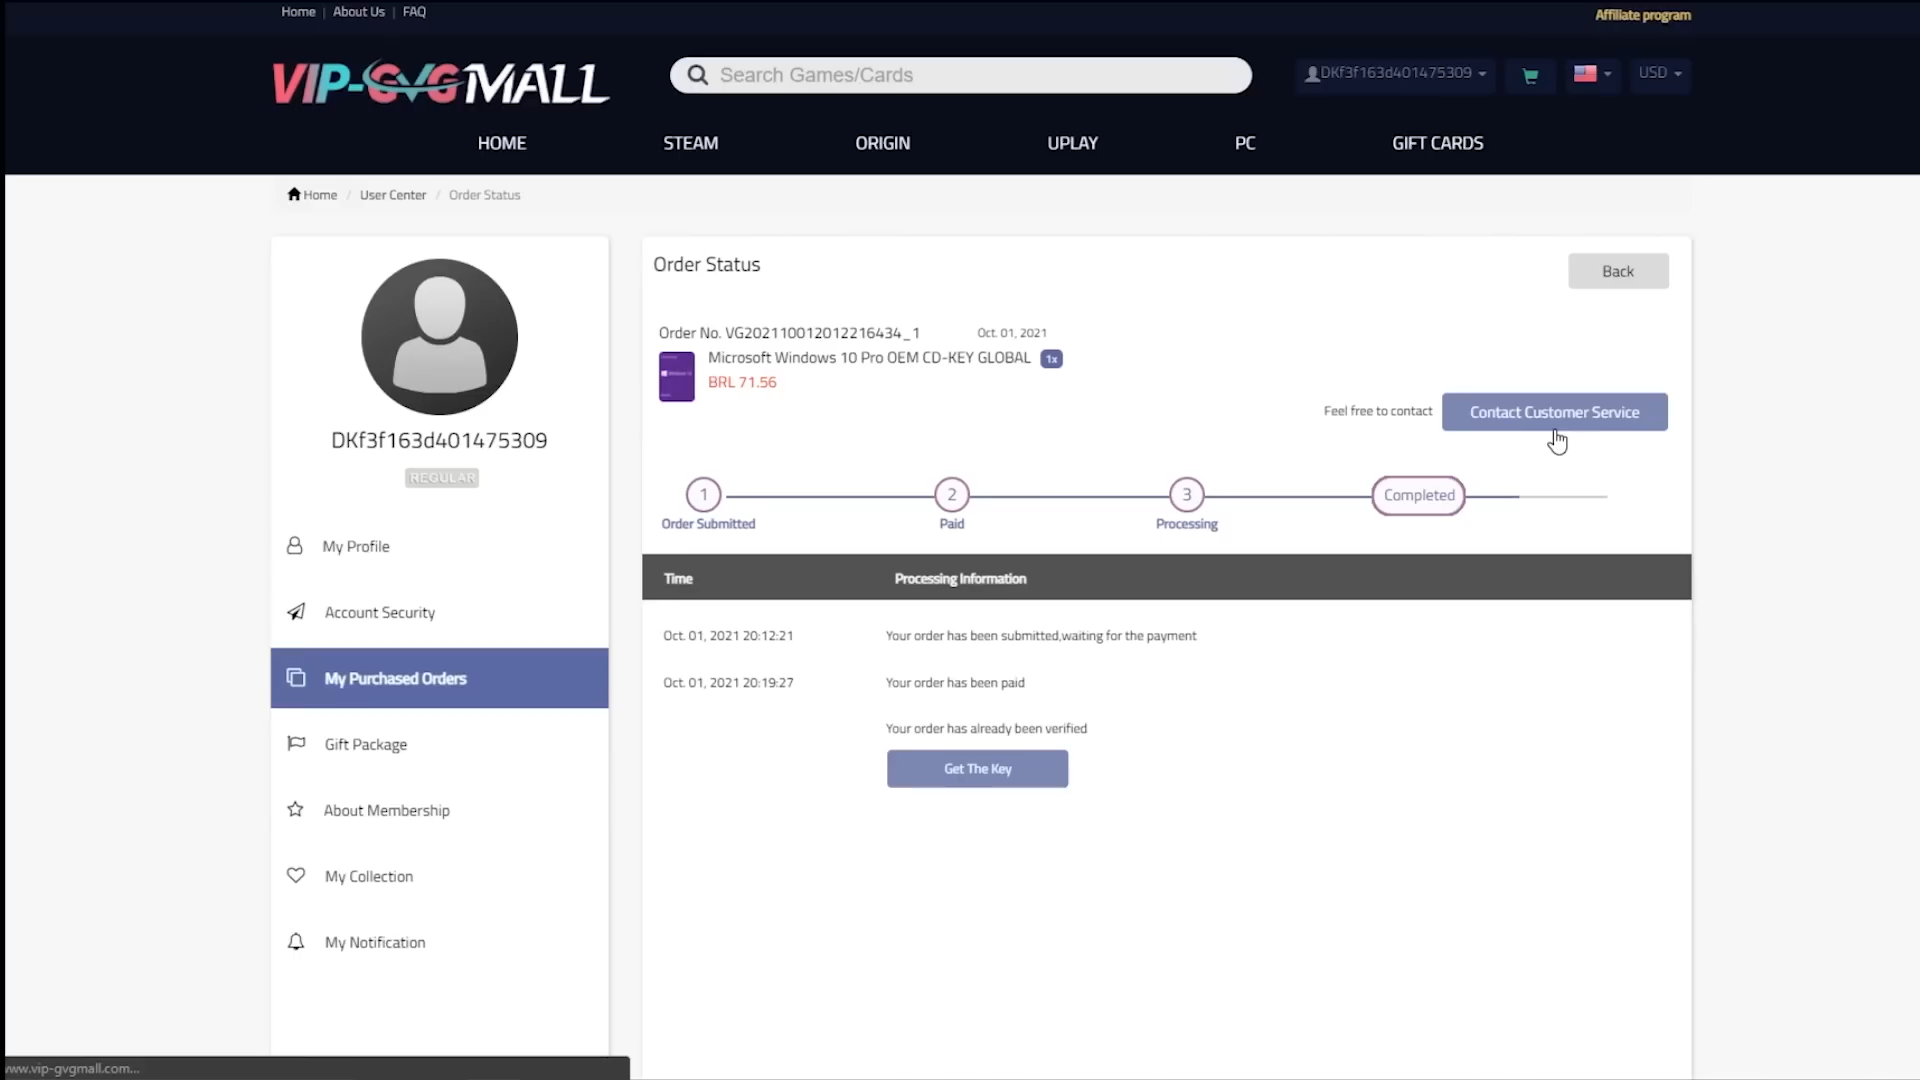 Home | About Us | FAQ
Affiliate program
VIP-GVGMALL
Search Games/Cards
DKf3f163d401475309
USD
HOME
STEAM
ORIGIN
UPLAY
PC
GIFT CARDS
Home / User Center / Order Status
DKf3f163d401475309
REGULAR
My Profile
Account Security
My Purchased Orders
Gift Package
About Membership
My Collection
My Notification
Order Status
Back
Order No. VG202110012012216434_1 Oct. 01, 2021
Microsoft Windows 10 Pro OEM CD-KEY GLOBAL 1x
BRL 71.56
Feel free to contact
Contact Customer Service
1
2
3
Completed
Order Submitted
Paid
Processing
Time Processing Information
Oct. 01, 2021 20:12:21 Your order has been submitted,waiting for the payment
Oct. 01, 2021 20:19:27 Your order has been paid
Your order has already been verified
Get The Key
www.vip-gvgmall.com...